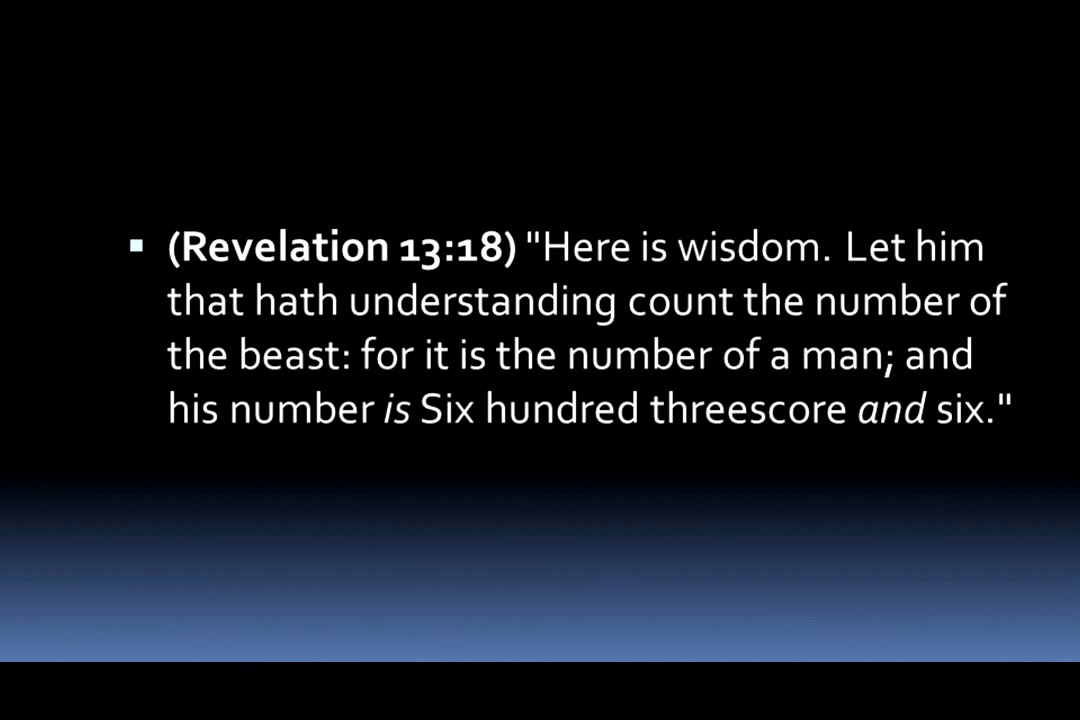 ▪ (Revelation 13:18) "Here is wisdom. Let him
that hath understanding count the number of
the beast: for it is the number of a man; and
his number is Six hundred threescore and six."